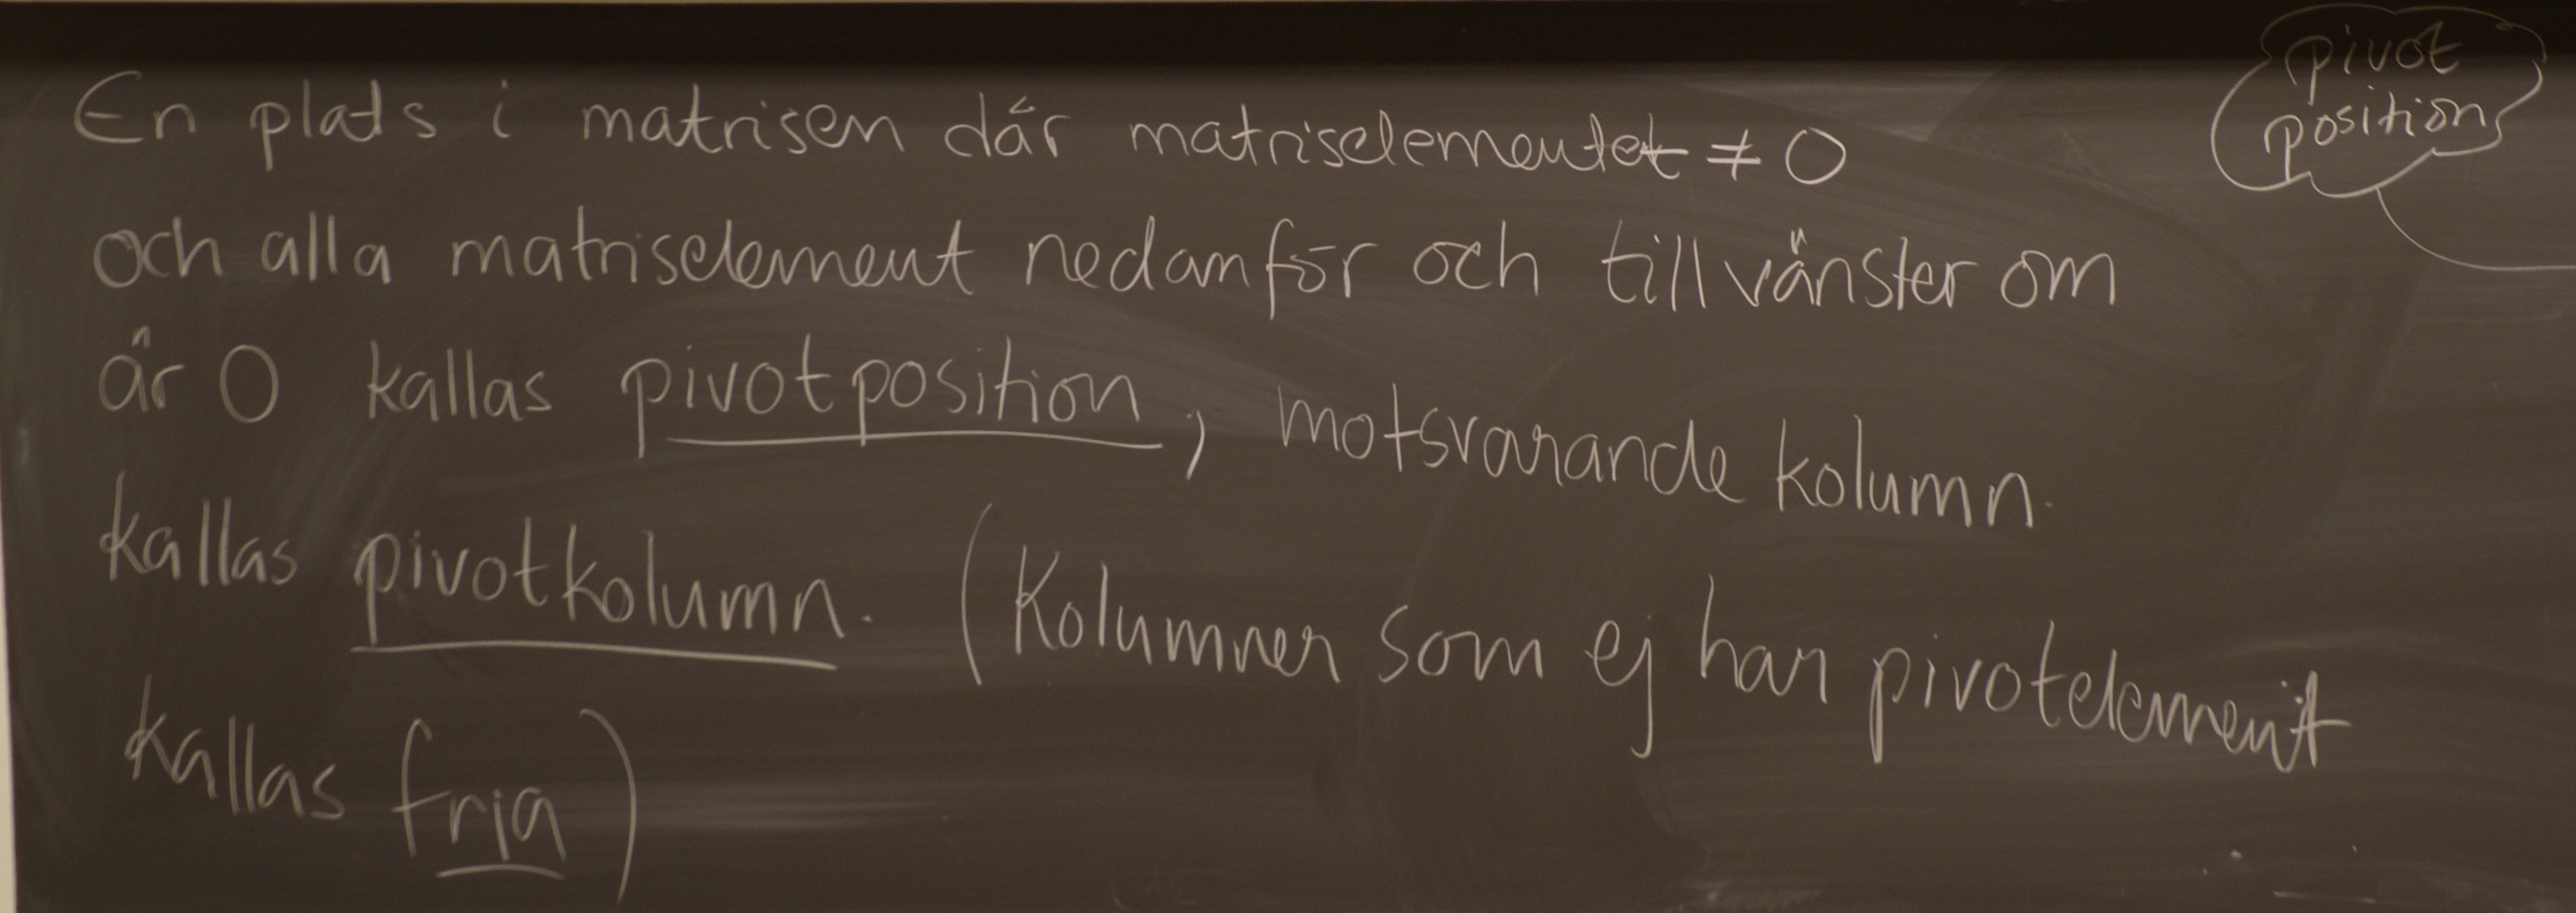 En plats i matrisen där matriselementet ≠ 0
och alla matriselement nedanför och till vänster om
är 0 kallas pivotposition, motsvarande kolumn.
kallas pivotkolumn. (Kolumner som ej har pivotelement
kallas fria)
pivot
position